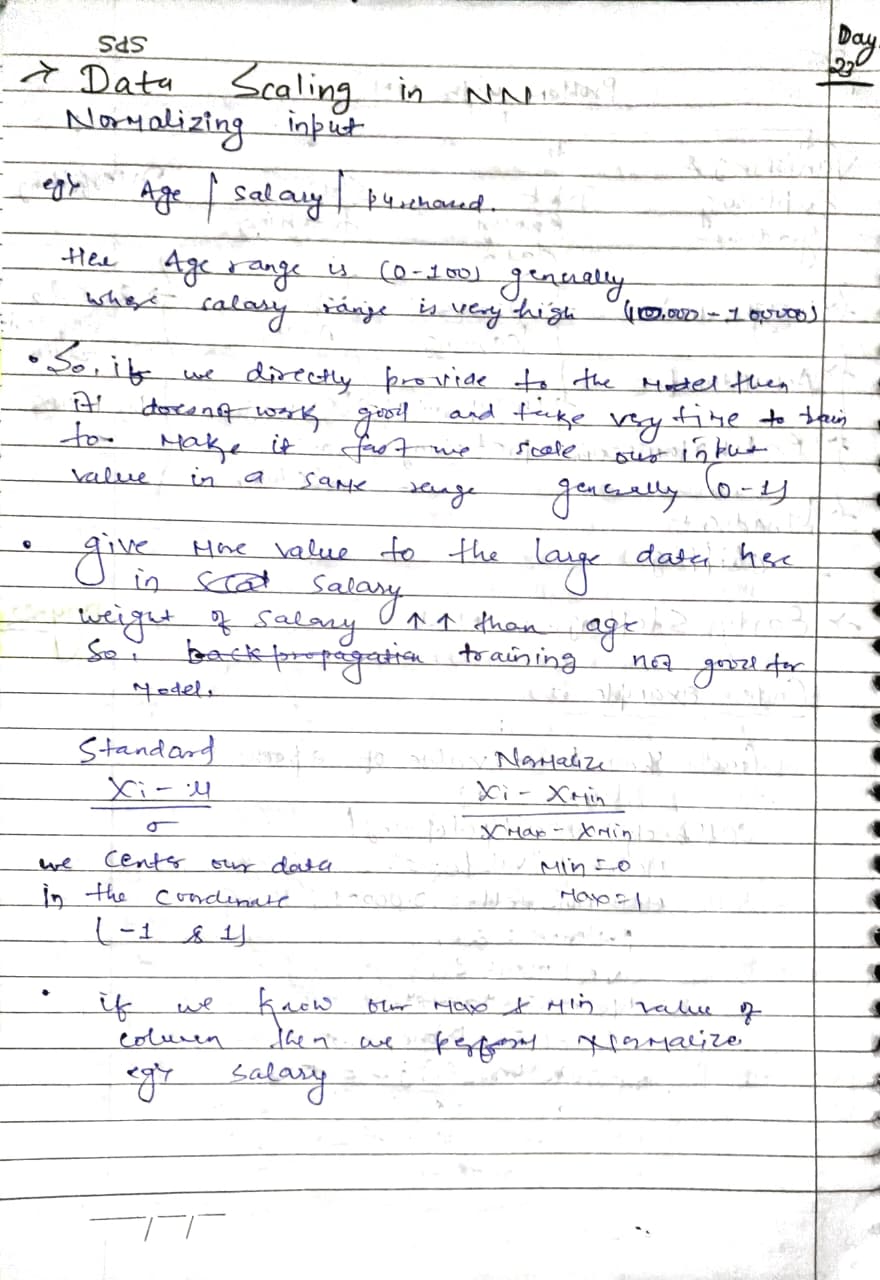 SdS
Day
23
→ Data Scaling in NN
Normalizing input
eg:- Age | Salary | purchased.
Here Age range is (0-100) generally
where salary range is very high (10,000 - 100000)
• So, if we directly provide to the Model then
it doesnot work good and take very time to train
to Make it fast we scale our input
value in a same range generally (0-1)
• give More value to the large data here
in salary
weight of salary ↑↑ than age
So, backpropagation training not good for
Model.
Standard Normalize
Xi - μ Xi - XMin
σ XMax - XMin
we center our data Min = 0
in the Coordinate Max = 1
(-1 & 1)
• if we know our Max & Min value of
column then we perform Normalize
eg:- salary